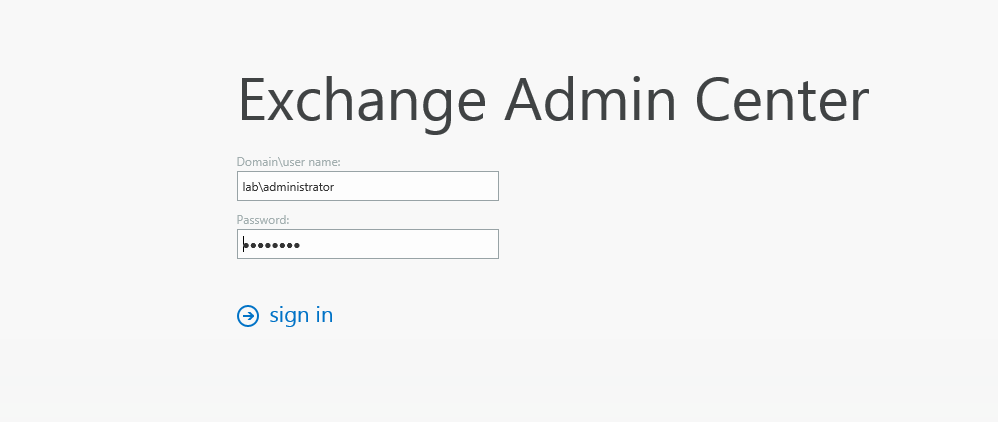 Exchange Admin Center
Domain\user name:
lab\administrator
Password:
••••••••
sign in